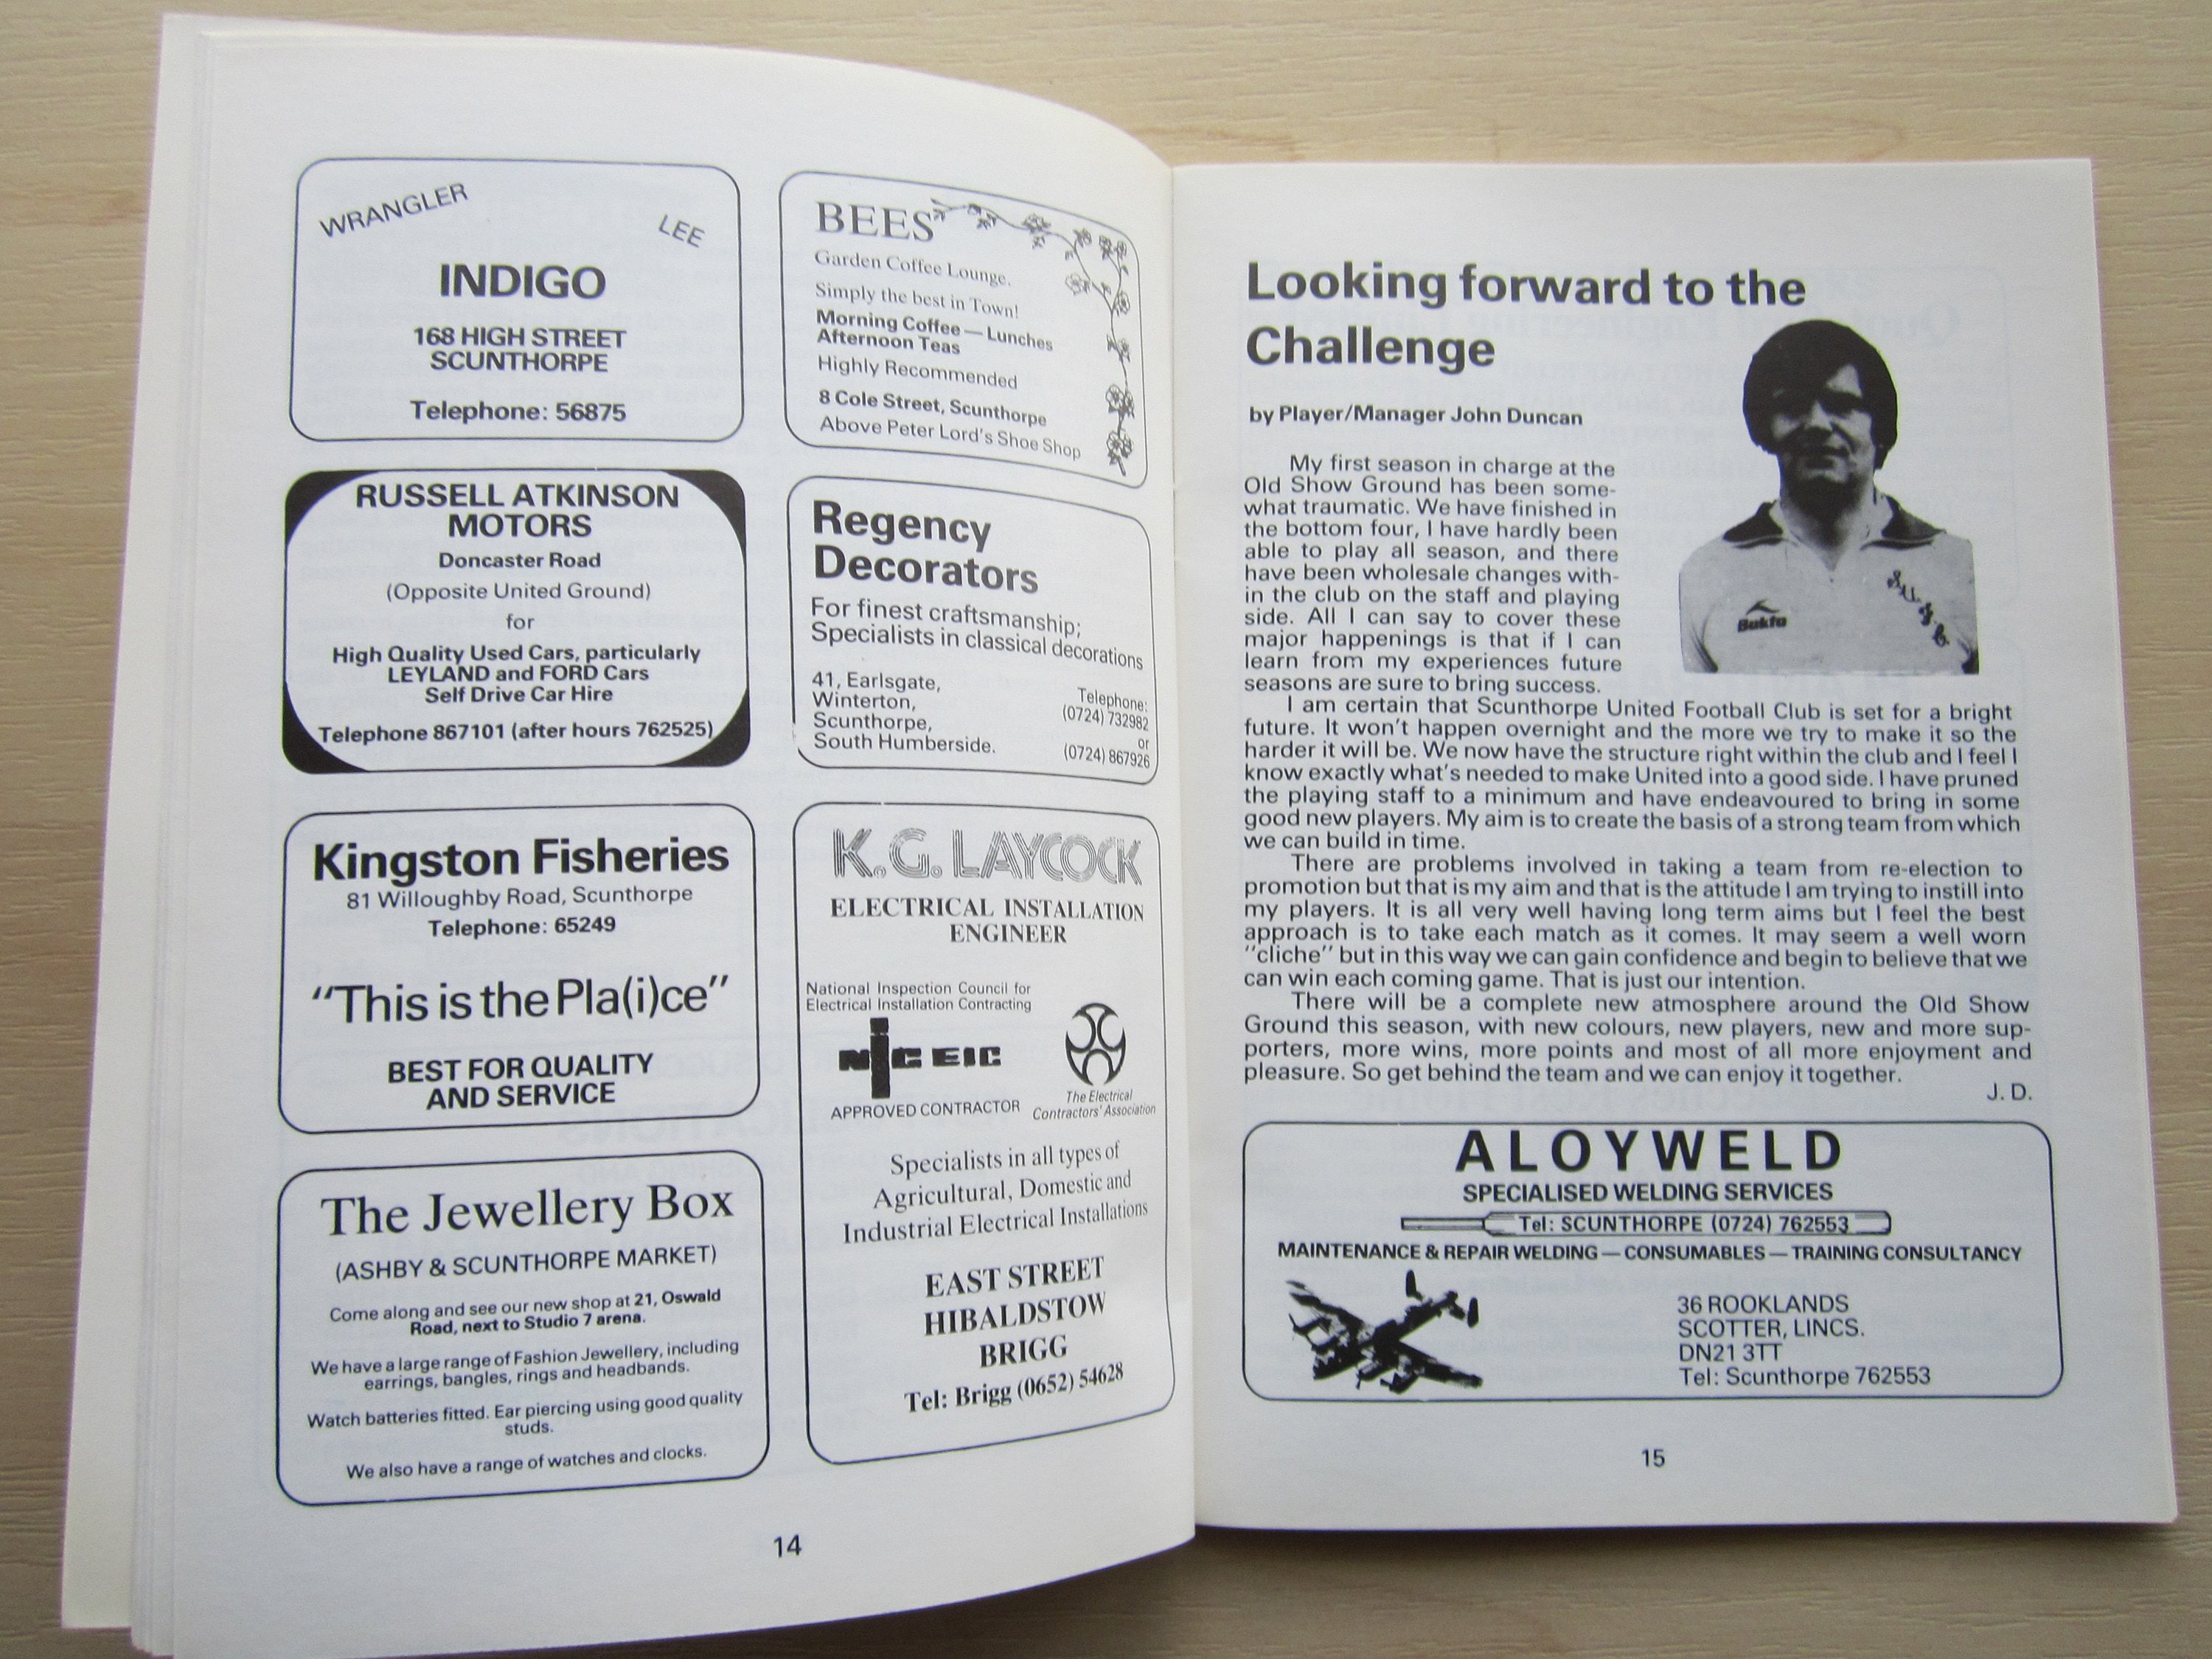 WRANGLER
LEE
INDIGO
168 HIGH STREET
SCUNTHORPE
Telephone: 56875
RUSSELL ATKINSON
MOTORS
Doncaster Road
(Opposite United Ground)
for
High Quality Used Cars, particularly
LEYLAND and FORD Cars
Self Drive Car Hire
Telephone 867101 (after hours 762525)
Kingston Fisheries
81 Willoughby Road, Scunthorpe
Telephone: 65249
"This is the Pla(i)ce"
BEST FOR QUALITY
AND SERVICE
The Jewellery Box
(ASHBY & SCUNTHORPE MARKET)
Come along and see our new shop at 21, Oswald
Road, next to Studio 7 arena.
We have a large range of Fashion Jewellery, including
earrings, bangles, rings and headbands.
Watch batteries fitted. Ear piercing using good quality
studs.
We also have a range of watches and clocks.
BEES
Garden Coffee Lounge.
Simply the best in Town!
Morning Coffee — Lunches
Afternoon Teas
Highly Recommended
8 Cole Street, Scunthorpe
Above Peter Lord's Shoe Shop
Regency
Decorators
For finest craftsmanship;
Specialists in classical decorations
41, Earlsgate,
Winterton,
Scunthorpe,
South Humberside.
Telephone:
(0724) 732982
or
(0724) 867926
K.G. LAYCOCK
ELECTRICAL INSTALLATION
ENGINEER
National Inspection Council for
Electrical Installation Contracting
NICEIC
APPROVED CONTRACTOR
The Electrical
Contractors' Association
Specialists in all types of
Agricultural, Domestic and
Industrial Electrical Installations
EAST STREET
HIBALDSTOW
BRIGG
Tel: Brigg (0652) 54628
14
Looking forward to the
Challenge
by Player/Manager John Duncan
My first season in charge at the
Old Show Ground has been some-
what traumatic. We have finished in
the bottom four, I have hardly been
able to play all season, and there
have been wholesale changes with-
in the club on the staff and playing
side. All I can say to cover these
major happenings is that if I can
learn from my experiences future
seasons are sure to bring success.
Bukta
I am certain that Scunthorpe United Football Club is set for a bright
future. It won't happen overnight and the more we try to make it so the
harder it will be. We now have the structure right within the club and I feel I
know exactly what's needed to make United into a good side. I have pruned
the playing staff to a minimum and have endeavoured to bring in some
good new players. My aim is to create the basis of a strong team from which
we can build in time.
There are problems involved in taking a team from re-election to
promotion but that is my aim and that is the attitude I am trying to instill into
my players. It is all very well having long term aims but I feel the best
approach is to take each match as it comes. It may seem a well worn
"cliche" but in this way we can gain confidence and begin to believe that we
can win each coming game. That is just our intention.
There will be a complete new atmosphere around the Old Show
Ground this season, with new colours, new players, new and more sup-
porters, more wins, more points and most of all more enjoyment and
pleasure. So get behind the team and we can enjoy it together.
J. D.
ALOYWELD
SPECIALISED WELDING SERVICES
Tel: SCUNTHORPE (0724) 762553
MAINTENANCE & REPAIR WELDING — CONSUMABLES — TRAINING CONSULTANCY
36 ROOKLANDS
SCOTTER, LINCS.
DN21 3TT
Tel: Scunthorpe 762553
15